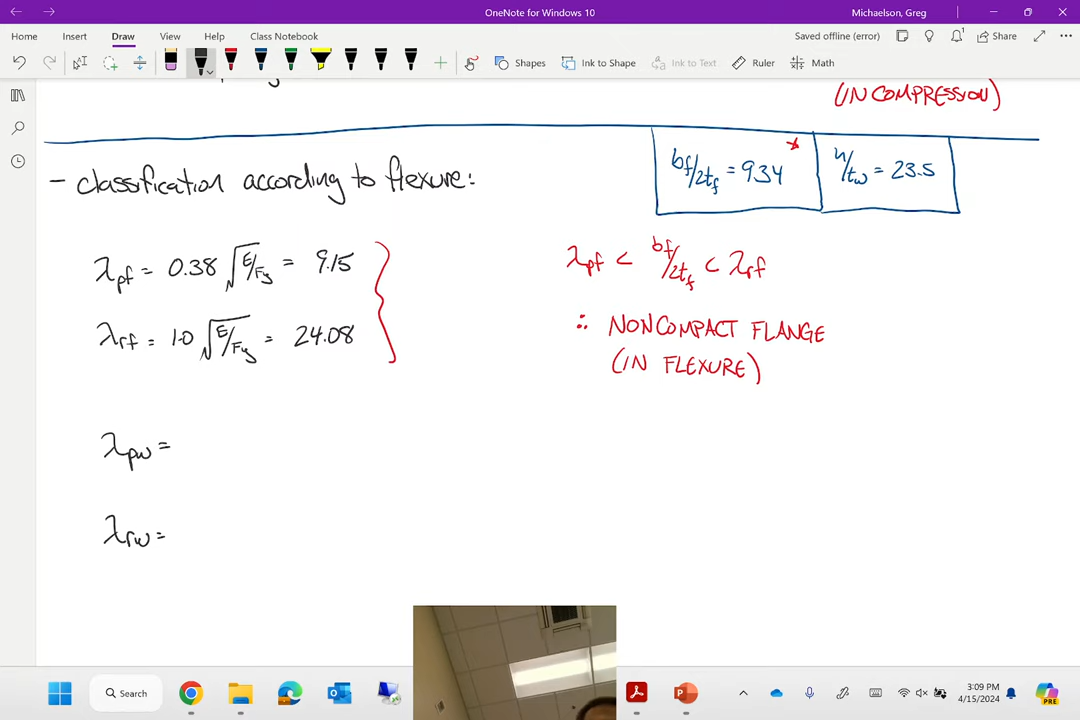 OneNote for Windows 10
Michaelson, Greg
Home Insert Draw View Help Class Notebook
Saved offline (error)
Share
Shapes
Ink to Shape
Ink to Text
Ruler
Math
(IN COMPRESSION)
- classification according to flexure:
bf/2tf = 9.34
h/tw = 23.5
λpf = 0.38 √E/Fy = 9.15
λpf < bf/2tf < λrf
λrf = 1.0 √E/Fy = 24.08
∴ NONCOMPACT FLANGE
(IN FLEXURE)
λpw =
λrw =
Search
3:09 PM
4/15/2024
PRE